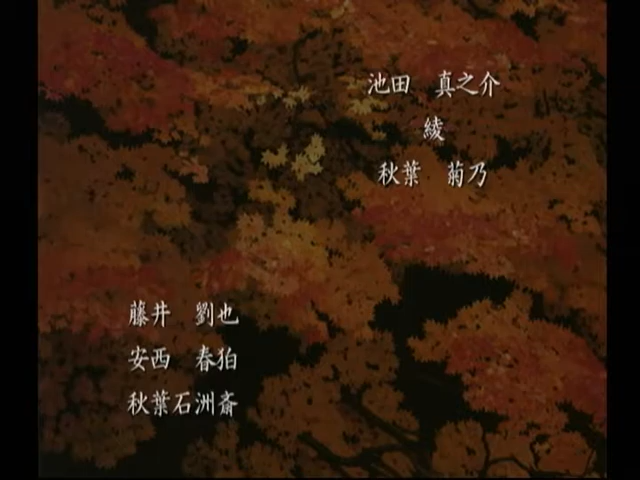 池田　真之介
綾
秋葉　菊乃
藤井　劉也
安西　春狛
秋葉石洲斎